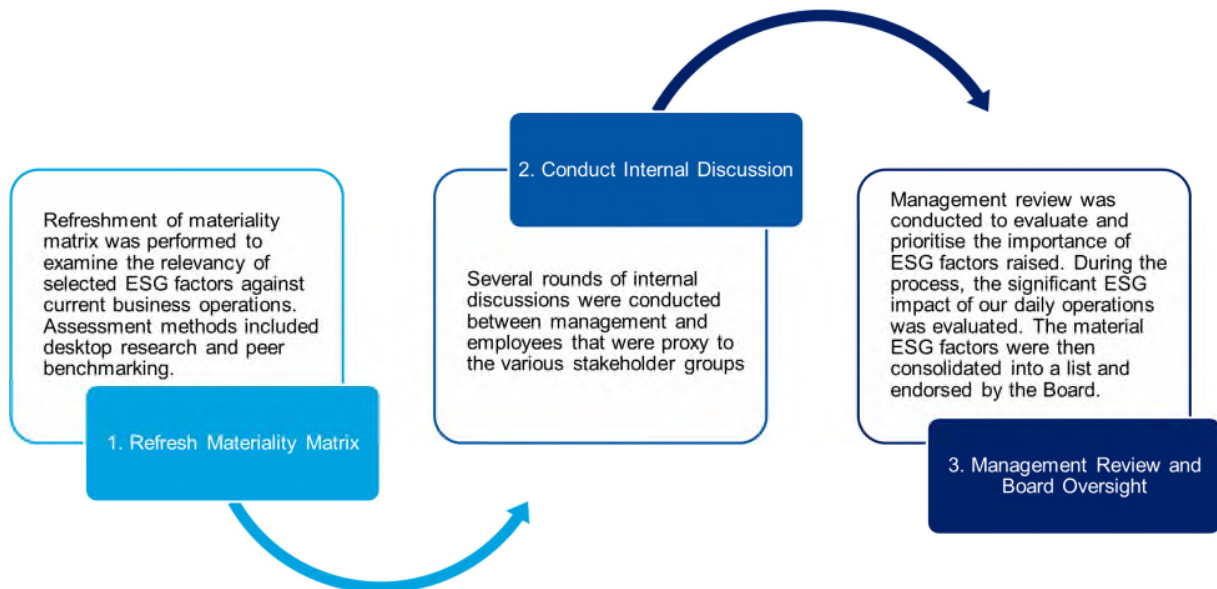 Refreshment of materiality
matrix was performed to
examine the relevancy of
selected ESG factors against
current business operations.
Assessment methods included
desktop research and peer
benchmarking.
1. Refresh Materiality Matrix
2. Conduct Internal Discussion
Several rounds of internal
discussions were conducted
between management and
employees that were proxy to
the various stakeholder groups
Management review was
conducted to evaluate and
prioritise the importance of
ESG factors raised. During the
process, the significant ESG
impact of our daily operations
was evaluated. The material
ESG factors were then
consolidated into a list and
endorsed by the Board.
3. Management Review and
Board Oversight